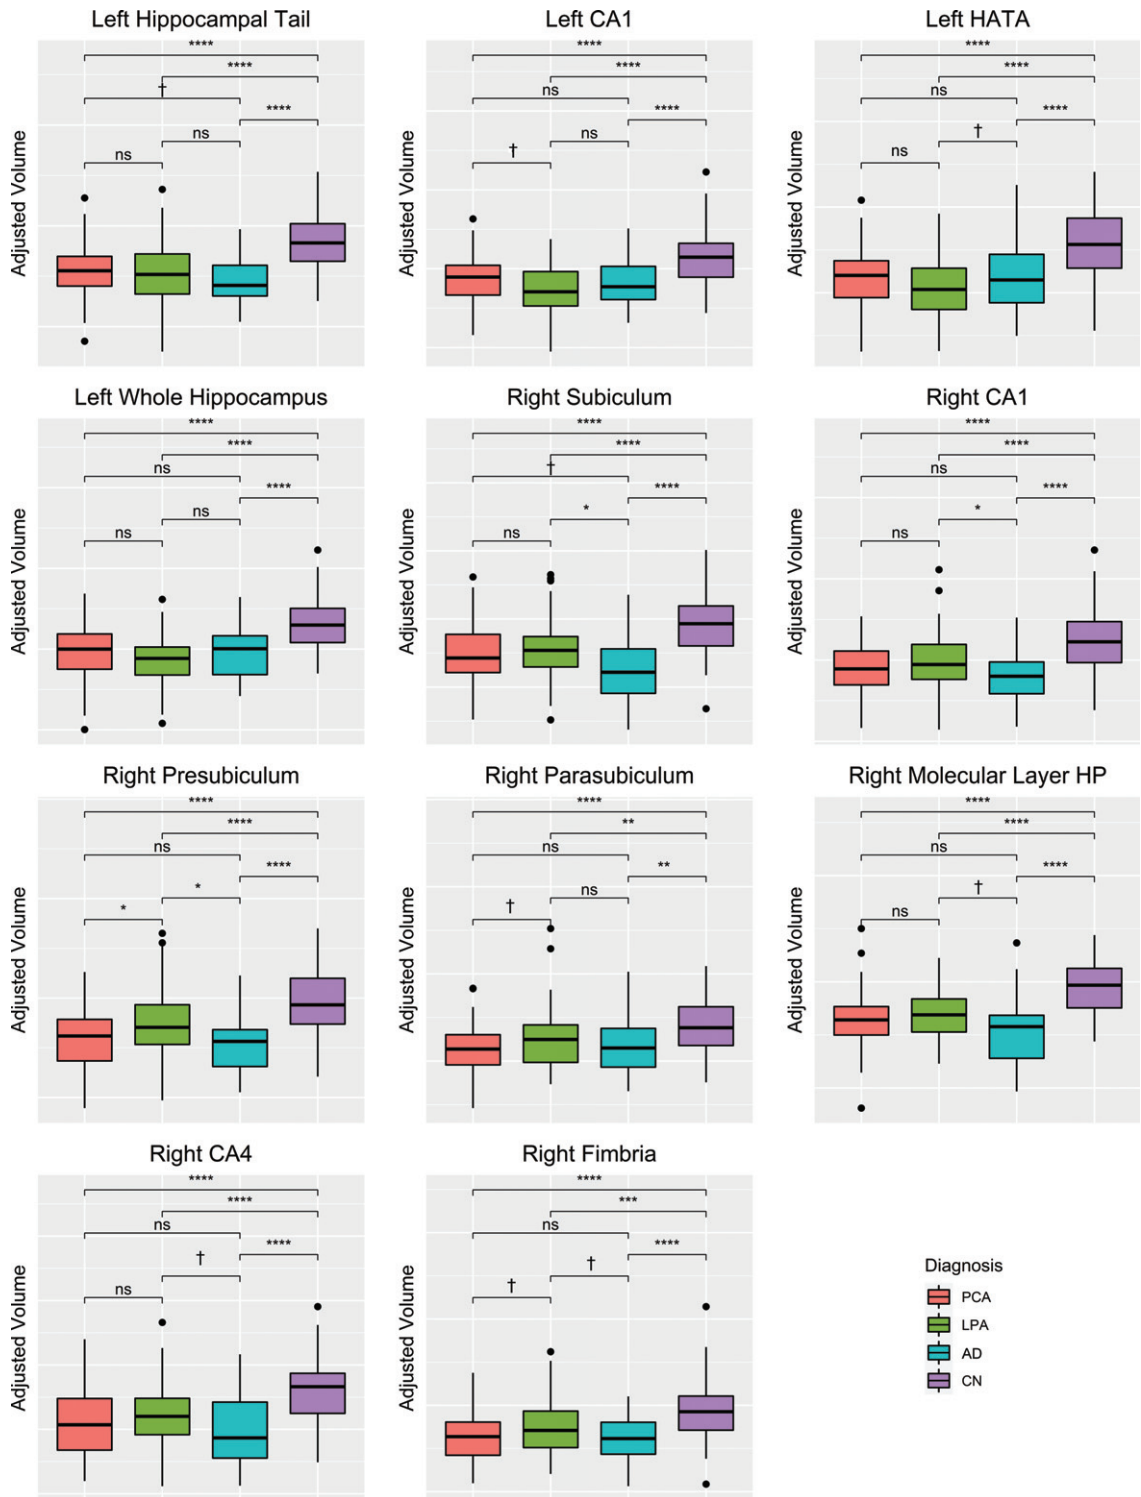 Left Hippocampal Tail
****
****
†
****
ns
ns
Adjusted Volume
Left CA1
****
****
ns
****
ns
†
Adjusted Volume
Left HATA
****
****
ns
****
†
ns
Adjusted Volume
Left Whole Hippocampus
****
****
ns
****
ns
ns
Adjusted Volume
Right Subiculum
****
****
†
****
*
ns
Adjusted Volume
Right CA1
****
****
ns
****
*
ns
Adjusted Volume
Right Presubiculum
****
****
ns
****
*
*
Adjusted Volume
Right Parasubiculum
****
**
ns
**
ns
†
Adjusted Volume
Right Molecular Layer HP
****
****
ns
****
†
ns
Adjusted Volume
Right CA4
****
****
ns
****
†
ns
Adjusted Volume
Right Fimbria
****
***
ns
****
†
†
Adjusted Volume
Diagnosis
PCA
LPA
AD
CN